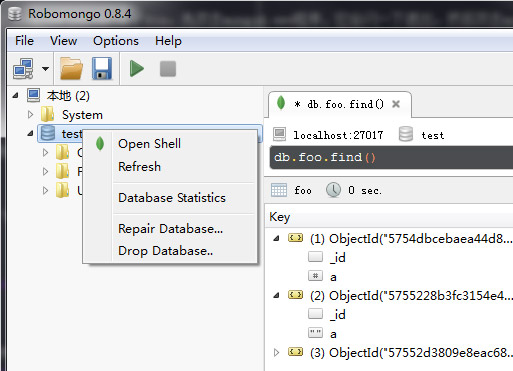 Robomongo 0.8.4
File View Options Help
本地 (2)
System
test
Open Shell
Refresh
Database Statistics
Repair Database...
Drop Database..
* db.foo.find()
localhost:27017 test
db.foo.find()
foo 0 sec.
Key
(1) ObjectId("5754dbcebaea44d8...
_id
# a
(2) ObjectId("5755228b3fc3154e4...
_id
"" a
(3) ObjectId("57552d3809e8eac68...